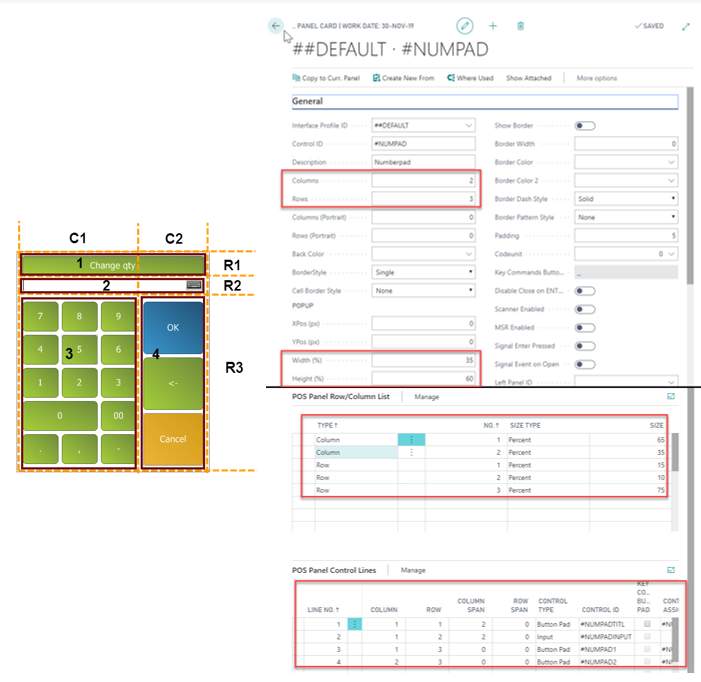 C1 C2
1 Change qty R1
2 R2
7 8 9
OK
4 3 5 6 4
R3
1 2 3
<-
0 00
. , -
Cancel
← ... PANEL CARD | WORK DATE: 30-NOV-19 + ✓ SAVED
##DEFAULT · #NUMPAD
Copy to Curr. Panel Create New From Where Used Show Attached More options
General
Interface Profile ID ##DEFAULT Show Border
Control ID #NUMPAD Border Width 0
Description Numberpad Border Color
Columns 2 Border Color 2
Rows 3 Border Dash Style Solid
Columns (Portrait) 0 Border Pattern Style None
Rows (Portrait) 0 Padding 5
Back Color Codeunit 0
BorderStyle Single Key Commands Butto... _
Cell Border Style None Disable Close on ENT...
POPUP Scanner Enabled
XPos (px) 0 MSR Enabled
YPos (px) 0 Signal Enter Pressed
Width (%) 35 Signal Event on Open
Height (%) 60 Left Panel ID
POS Panel Row/Column List Manage
TYPE ↑ NO. ↑ SIZE TYPE SIZE
Column 1 Percent 65
Column 2 Percent 35
Row 1 Percent 15
Row 2 Percent 10
Row 3 Percent 75
POS Panel Control Lines Manage
LINE NO. ↑ COLUMN ROW COLUMN SPAN ROW SPAN CONTROL TYPE CONTROL ID KEY CO... BU... PAD CONT ASSI
1 1 1 2 0 Button Pad #NUMPADTITL #N
2 1 2 2 0 Input #NUMPADINPUT
3 1 3 0 0 Button Pad #NUMPAD1 #N
4 2 3 0 0 Button Pad #NUMPAD2 #N